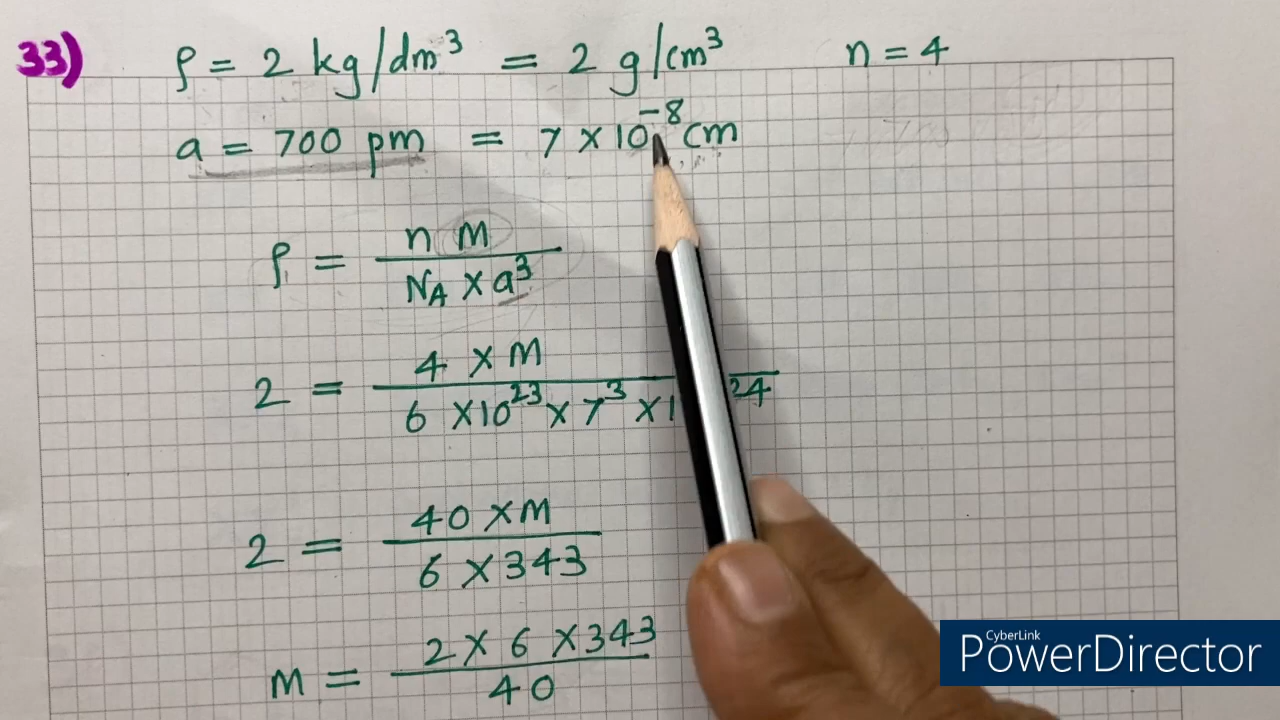 33) ρ = 2 kg/dm³ = 2 g/cm³ n = 4
a = 700 pm = 7 × 10⁻⁸ cm
ρ = n M / N_A × a³
2 = 4 × M / 6 × 10²³ × 7³ × 1 24
2 = 40 × M / 6 × 343
M = 2 × 6 × 343 / 40
CyberLink
PowerDirector